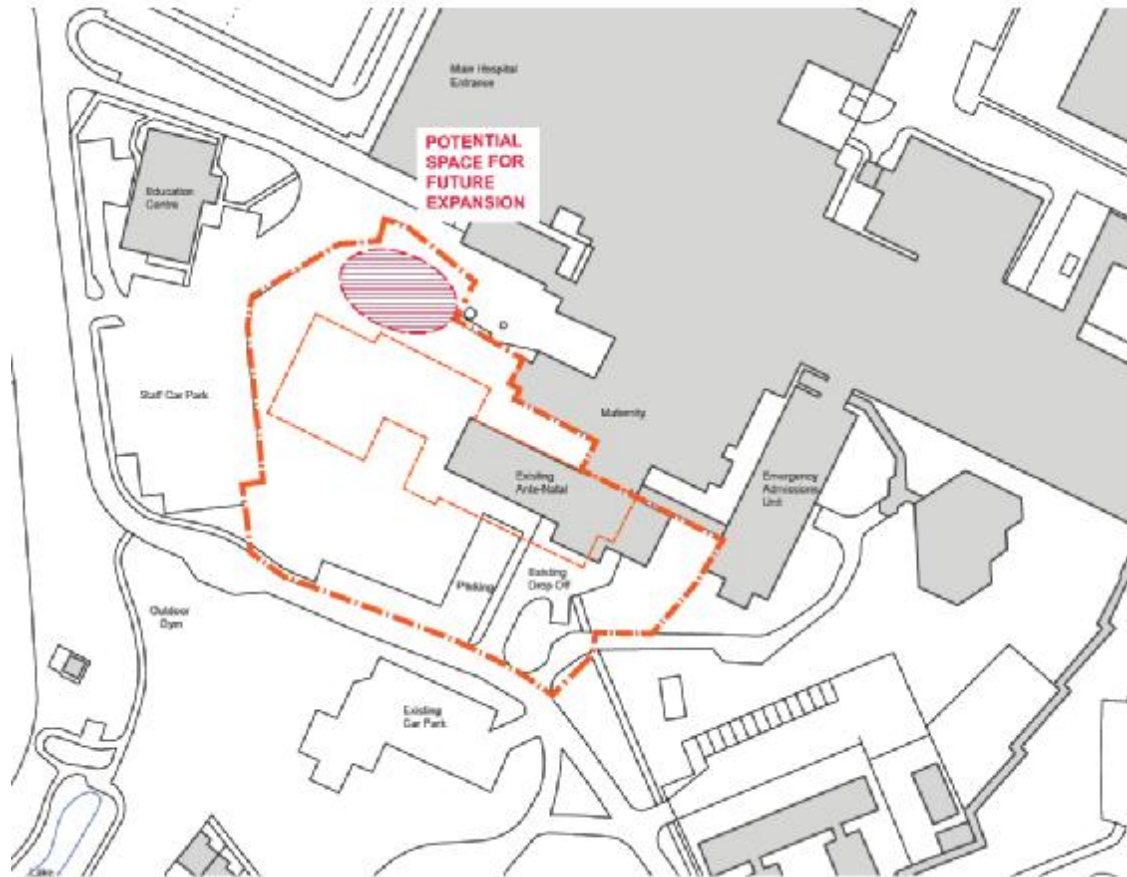 Main Hospital
Entrance
POTENTIAL
SPACE FOR
FUTURE
EXPANSION
Education
Centre
Staff Car Park
Maternity
Existing
Ante-Natal
Emergency
Admissions
Unit
Existing
Drop Off
Parking
Outdoor
Gym
Existing
Car Park
Lake